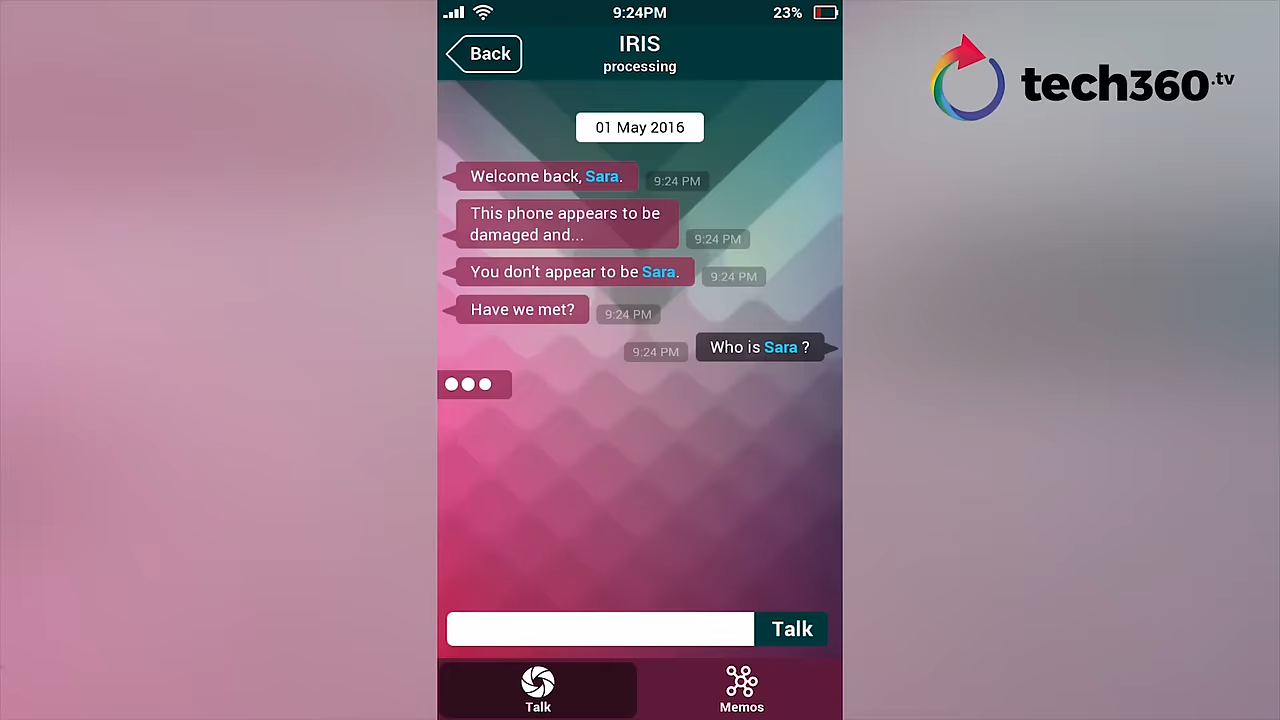 9:24PM
23%
Back
IRIS
processing
tech360.tv
01 May 2016
Welcome back, Sara.
9:24 PM
This phone appears to be
damaged and...
9:24 PM
You don't appear to be Sara.
9:24 PM
Have we met?
9:24 PM
9:24 PM
Who is Sara ?
Talk
Talk
Memos